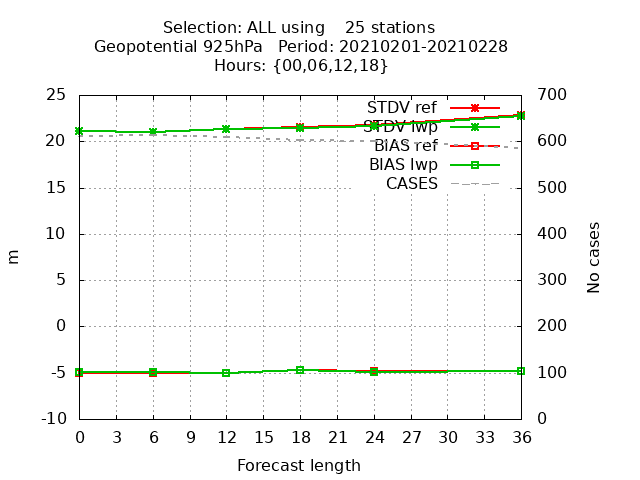 Selection: ALL using    25 stations
Geopotential 925hPa   Period: 20210201-20210228
Hours: {00,06,12,18}
25
20
15
10
5
0
-5
-10
m
STDV ref
STDV lwp
BIAS ref
BIAS lwp
CASES
700
600
500
400
300
200
100
0
No cases
0 3 6 9 12 15 18 21 24 27 30 33 36
Forecast length